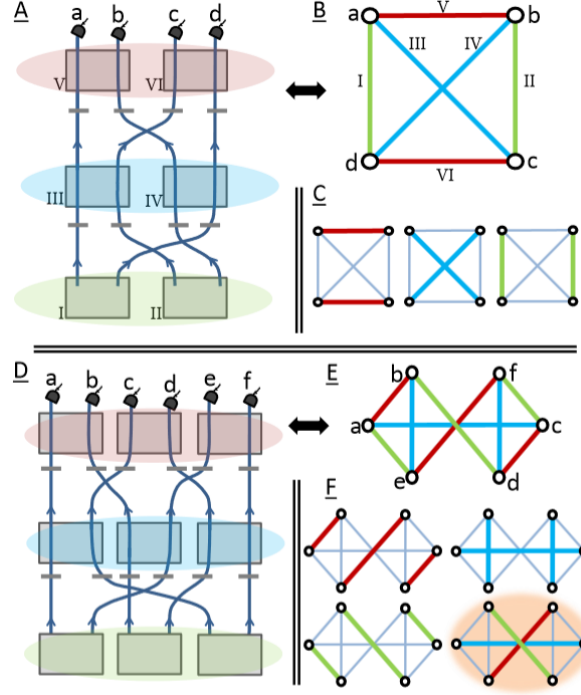 A
a b c d
V VI
III IV
I II
B
a V b
III IV
I II
d VI c
C
D
a b c d e f
E
b f
a c
e d
F